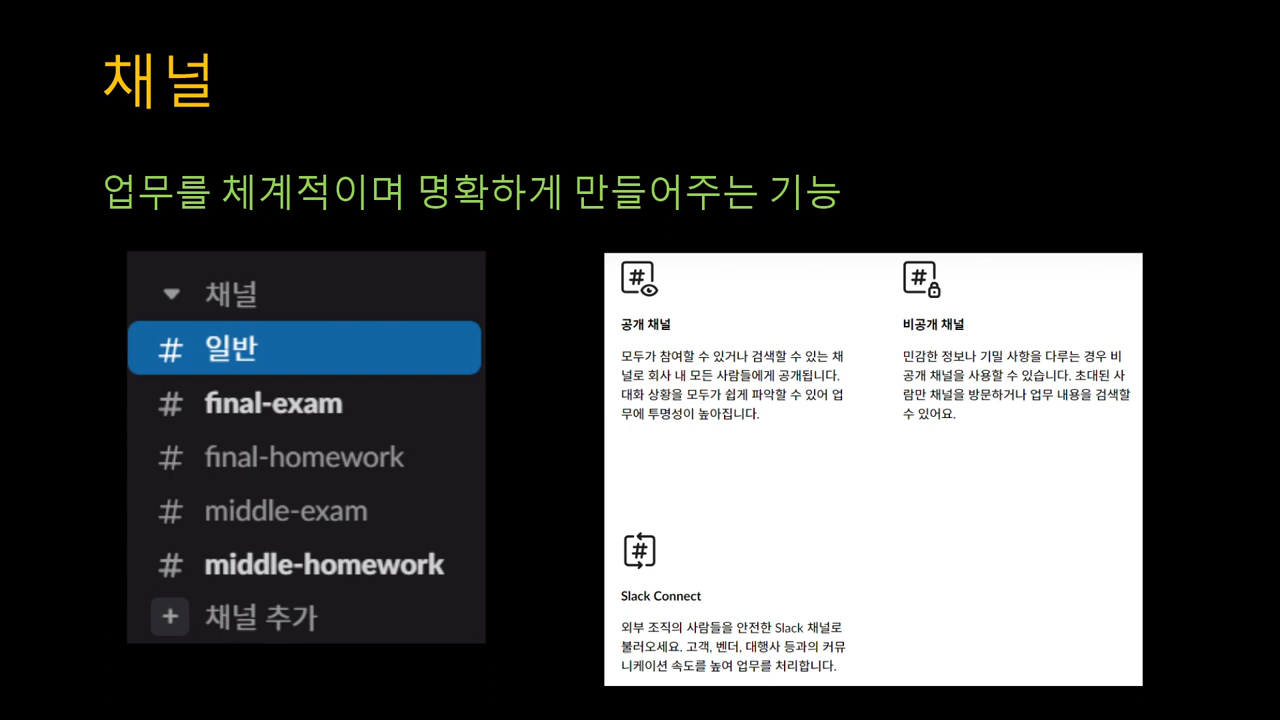 채널
업무를 체계적이며 명확하게 만들어주는 기능
채널
# 일반
# final-exam
# final-homework
# middle-exam
# middle-homework
+ 채널 추가
공개 채널
모두가 참여할 수 있거나 검색할 수 있는 채
널로 회사 내 모든 사람들에게 공개됩니다.
대화 상황을 모두가 쉽게 파악할 수 있어 업
무에 투명성이 높아집니다.
비공개 채널
민감한 정보나 기밀 사항을 다루는 경우 비
공개 채널을 사용할 수 있습니다. 초대된 사
람만 채널을 방문하거나 업무 내용을 검색할
수 있어요.
Slack Connect
외부 조직의 사람들을 안전한 Slack 채널로
불러오세요. 고객, 벤더, 대행사 등과의 커뮤
니케이션 속도를 높여 업무를 처리합니다.